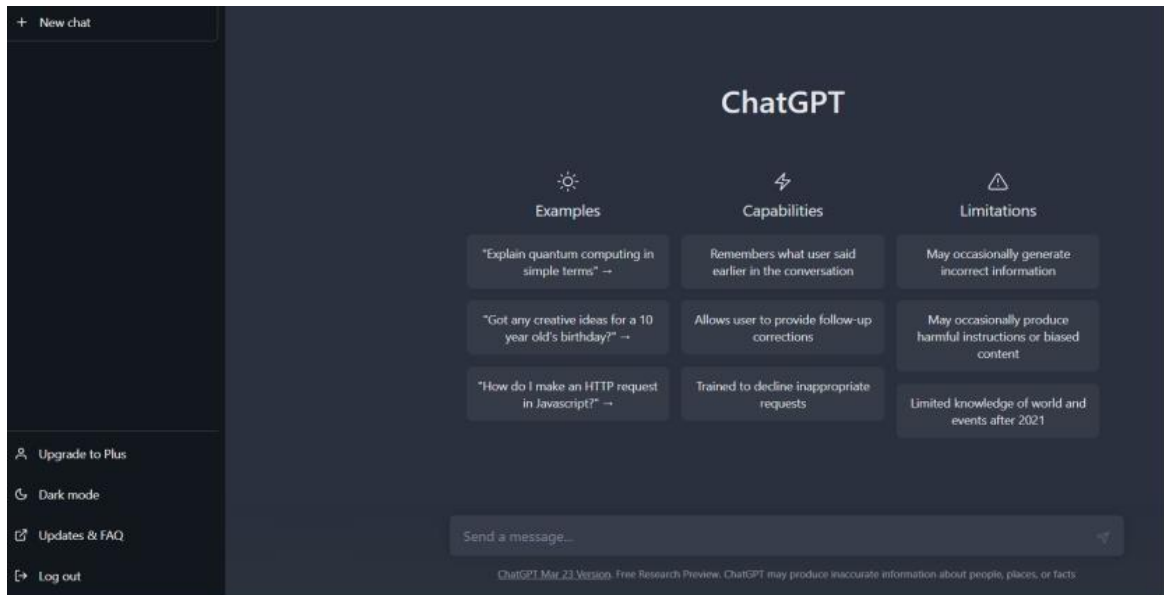 + New chat
ChatGPT
Examples
"Explain quantum computing in
simple terms" →
"Got any creative ideas for a 10
year old's birthday?" →
"How do I make an HTTP request
in Javascript?" →
Capabilities
Remembers what user said
earlier in the conversation
Allows user to provide follow-up
corrections
Trained to decline inappropriate
requests
Limitations
May occasionally generate
incorrect information
May occasionally produce
harmful instructions or biased
content
Limited knowledge of world and
events after 2021
Upgrade to Plus
Dark mode
Updates & FAQ
Log out
Send a message...
ChatGPT Mar 23 Version. Free Research Preview. ChatGPT may produce inaccurate information about people, places, or facts